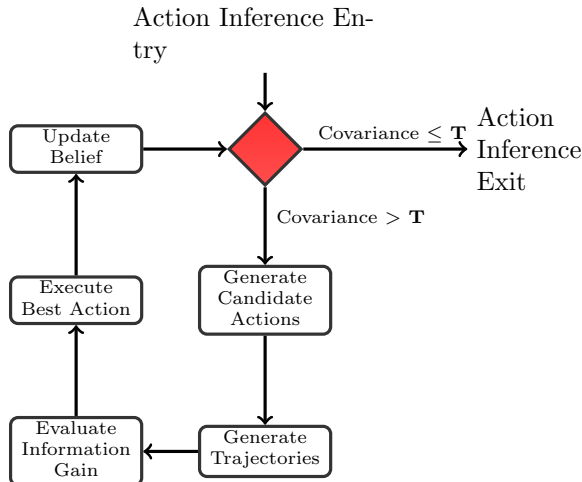 Action Inference En-
try
Update
Belief
Covariance ≤ T
Action
Inference
Exit
Covariance > T
Execute
Best Action
Generate
Candidate
Actions
Evaluate
Information
Gain
Generate
Trajectories